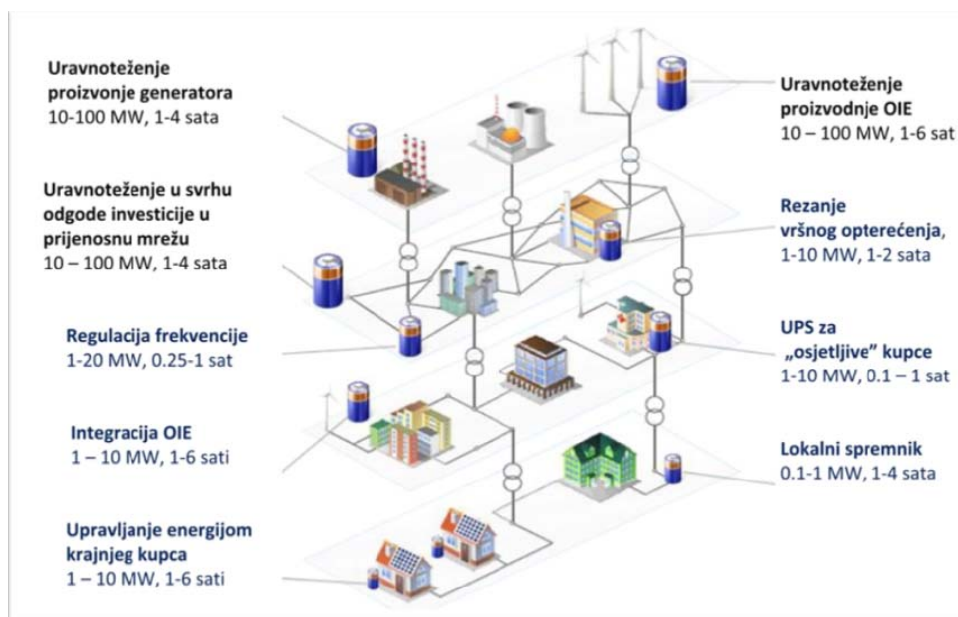 Uravnoteženje
proizvonje generatora
10-100 MW, 1-4 sata
Uravnoteženje u svrhu
odgode investicije u
prijenosnu mrežu
10 – 100 MW, 1-4 sata
Regulacija frekvencije
1-20 MW, 0.25-1 sat
Integracija OIE
1 – 10 MW, 1-6 sati
Upravljanje energijom
krajnjeg kupca
1 – 10 MW, 1-6 sati
Uravnoteženje
proizvodnje OIE
10 – 100 MW, 1-6 sat
Rezanje
vršnog opterećenja,
1-10 MW, 1-2 sata
UPS za
„osjetljive” kupce
1-10 MW, 0.1 – 1 sat
Lokalni spremnik
0.1-1 MW, 1-4 sata